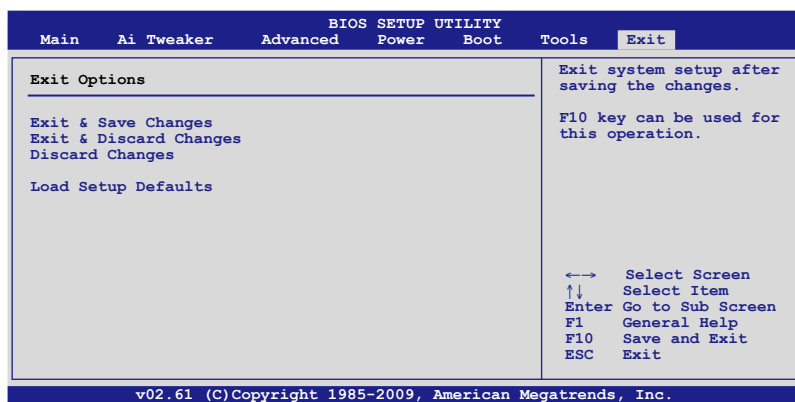 BIOS SETUP UTILITY
Main Ai Tweaker Advanced Power Boot Tools Exit
Exit Options
Exit & Save Changes
Exit & Discard Changes
Discard Changes
Load Setup Defaults
Exit system setup after
saving the changes.
F10 key can be used for
this operation.
←→ Select Screen
↑↓ Select Item
Enter Go to Sub Screen
F1 General Help
F10 Save and Exit
ESC Exit
v02.61 (C)Copyright 1985-2009, American Megatrends, Inc.